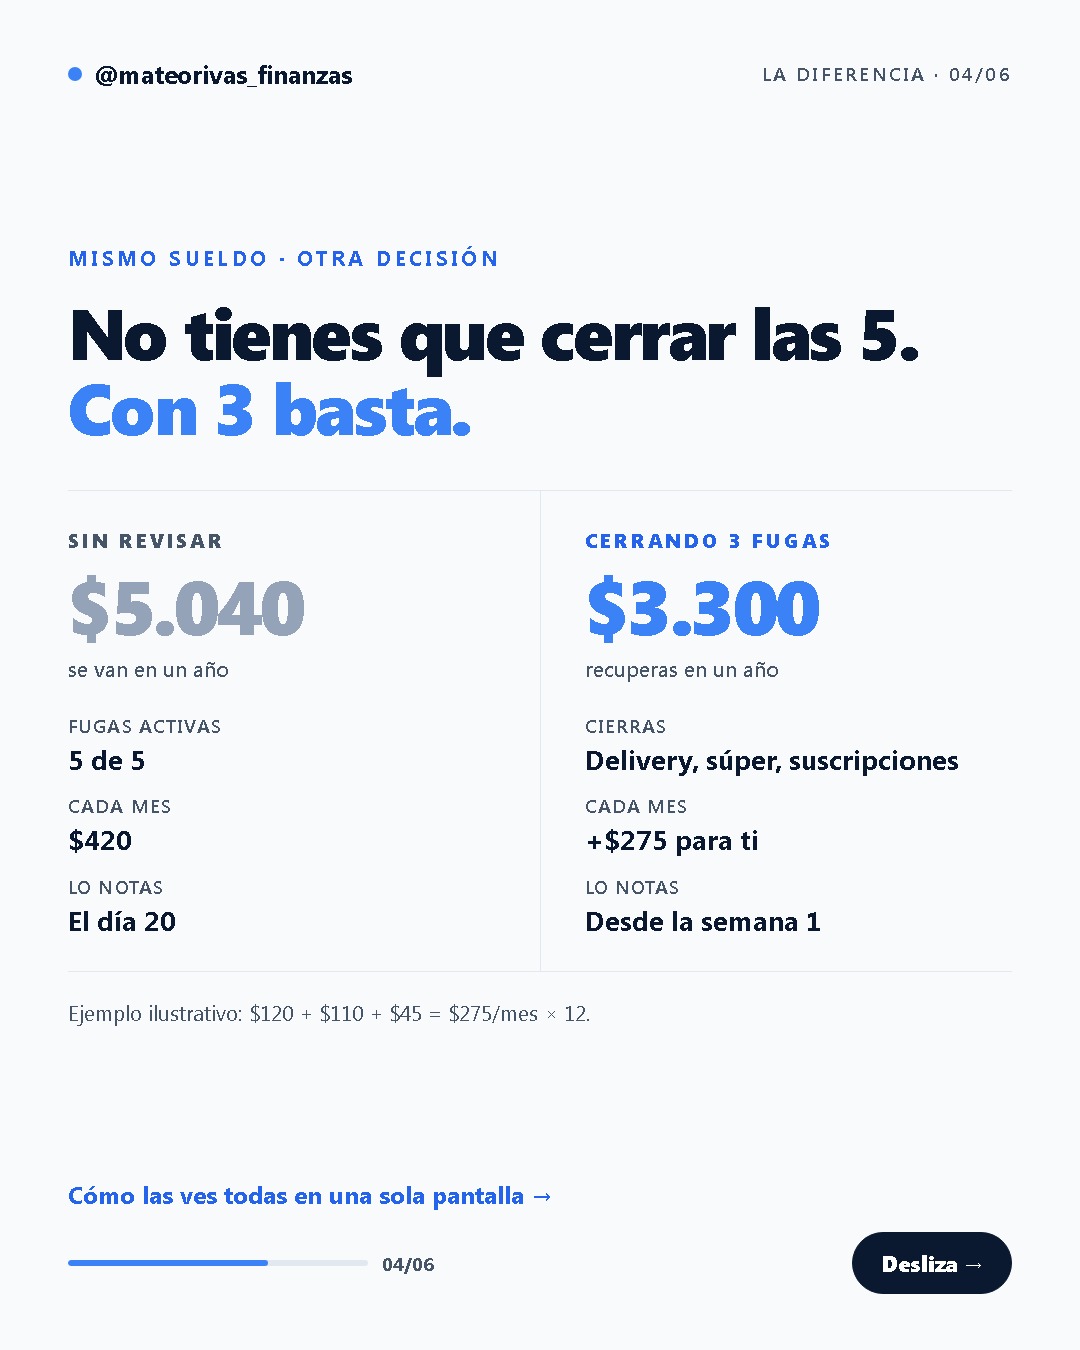 @mateorivas_finanzas
LA DIFERENCIA · 04/06
MISMO SUELDO · OTRA DECISIÓN
No tienes que cerrar las 5.
Con 3 basta.
SIN REVISAR
$5.040
se van en un año
FUGAS ACTIVAS
5 de 5
CADA MES
$420
LO NOTAS
El día 20
CERRANDO 3 FUGAS
$3.300
recuperas en un año
CIERRAS
Delivery, súper, suscripciones
CADA MES
+$275 para ti
LO NOTAS
Desde la semana 1
Ejemplo ilustrativo: $120 + $110 + $45 = $275/mes × 12.
Cómo las ves todas en una sola pantalla →
04/06
Desliza →